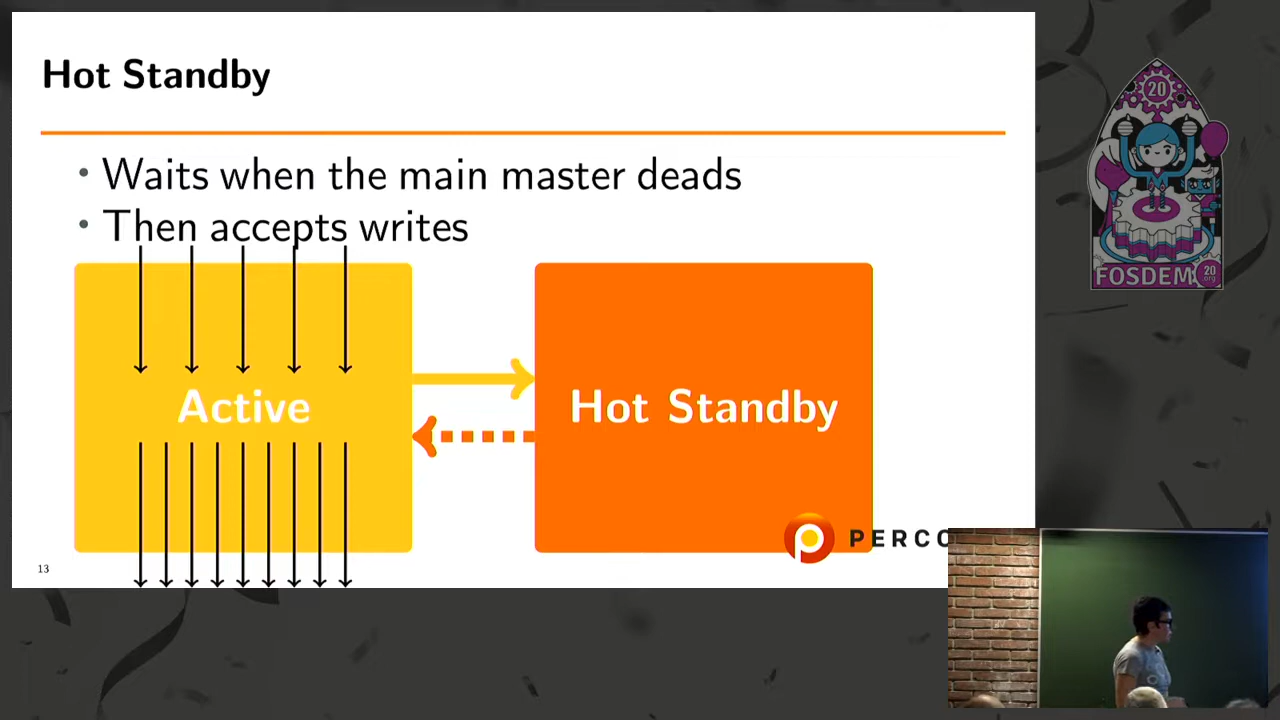 Hot Standby
• Waits when the main master deads
• Then accepts writes
Active
Hot Standby
PERCO
13
20
FOSDEM
20
.org